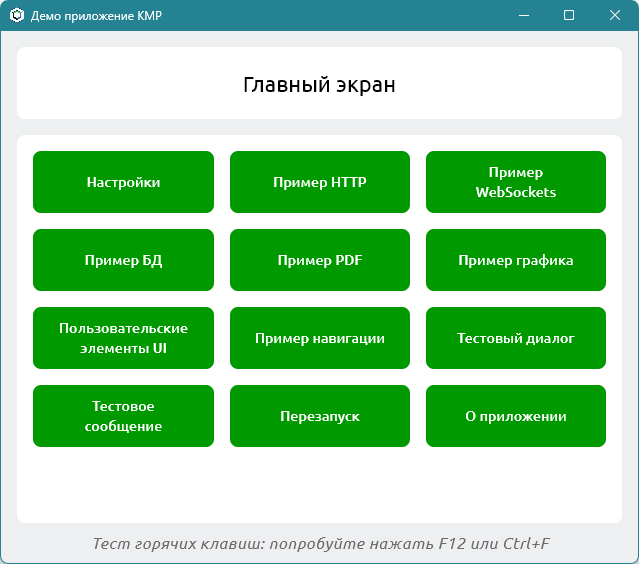 Демо приложение KMP
Главный экран
Настройки
Пример HTTP
Пример
WebSockets
Пример БД
Пример PDF
Пример графика
Пользовательские
элементы UI
Пример навигации
Тестовый диалог
Тестовое
сообщение
Перезапуск
О приложении
Тест горячих клавиш: попробуйте нажать F12 или Ctrl+F